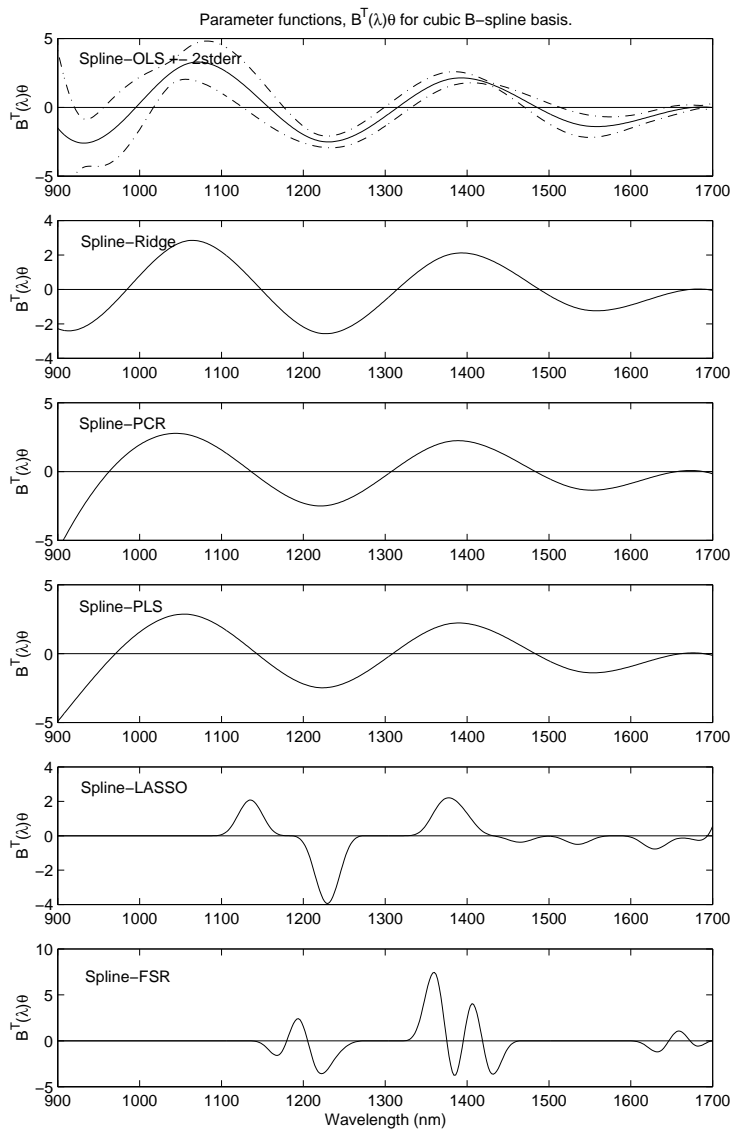 Parameter functions, B^T(λ)θ for cubic B−spline basis.
5
Spline−OLS +− 2stderr
0
−5
B^T(λ)θ
900 1000 1100 1200 1300 1400 1500 1600 1700
4
Spline−Ridge
2
0
−2
−4
B^T(λ)θ
900 1000 1100 1200 1300 1400 1500 1600 1700
5
Spline−PCR
0
−5
B^T(λ)θ
900 1000 1100 1200 1300 1400 1500 1600 1700
5
Spline−PLS
0
−5
B^T(λ)θ
900 1000 1100 1200 1300 1400 1500 1600 1700
4
Spline−LASSO
2
0
−2
−4
B^T(λ)θ
900 1000 1100 1200 1300 1400 1500 1600 1700
10
Spline−FSR
5
0
−5
B^T(λ)θ
900 1000 1100 1200 1300 1400 1500 1600 1700
Wavelength (nm)